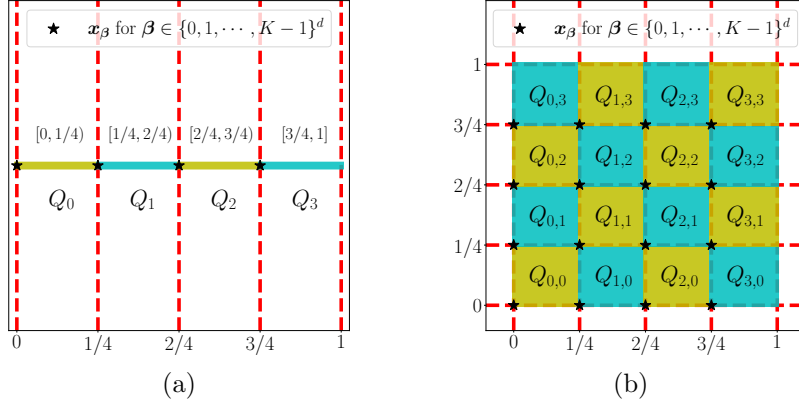 ★ 𝒙_𝜷 for 𝜷 ∈ {0, 1, ⋯, K − 1}^d
[0, 1/4) [1/4, 2/4) [2/4, 3/4) [3/4, 1]
Q_0 Q_1 Q_2 Q_3
0 1/4 2/4 3/4 1
(a)
★ 𝒙_𝜷 for 𝜷 ∈ {0, 1, ⋯, K − 1}^d
1
Q_{0,3} Q_{1,3} Q_{2,3} Q_{3,3}
3/4
Q_{0,2} Q_{1,2} Q_{2,2} Q_{3,2}
2/4
Q_{0,1} Q_{1,1} Q_{2,1} Q_{3,1}
1/4
Q_{0,0} Q_{1,0} Q_{2,0} Q_{3,0}
0
0 1/4 2/4 3/4 1
(b)